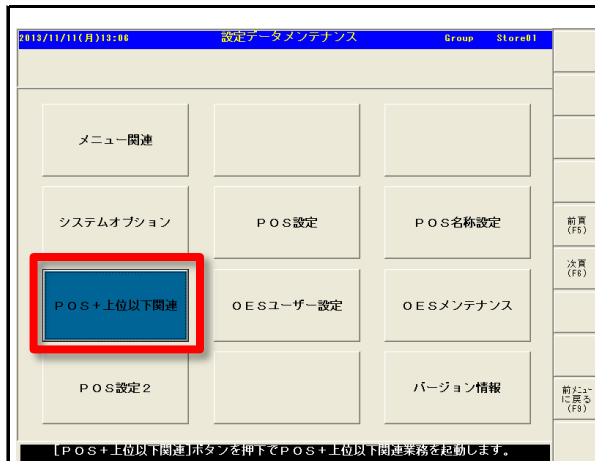 2013/11/11(月)13:06 設定データメンテナンス Group Store01
メニュー関連
システムオプション POS設定 POS名称設定
前頁
(F5)
次頁
(F6)
POS+上位以下関連 OESユーザー設定 OESメンテナンス
POS設定2 バージョン情報
前メニュー
に戻る
(F9)
[POS+上位以下関連]ボタンを押下でPOS+上位以下関連業務を起動します。